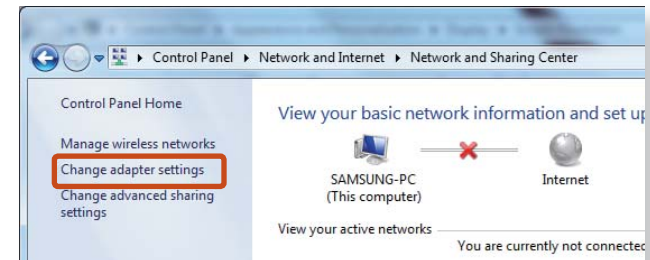 Control Panel ▸ Network and Internet ▸ Network and Sharing Center
Control Panel Home
Manage wireless networks
Change adapter settings
Change advanced sharing
settings
View your basic network information and set up
SAMSUNG-PC
(This computer)
Internet
View your active networks
You are currently not connected